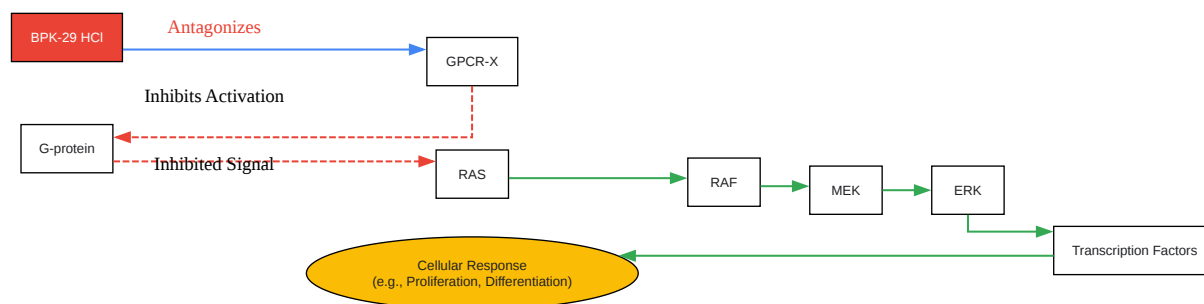 BPK-29 HCl
Antagonizes
GPCR-X
Inhibits Activation
G-protein
Inhibited Signal
RAS
RAF
MEK
ERK
Transcription Factors
Cellular Response
(e.g., Proliferation, Differentiation)